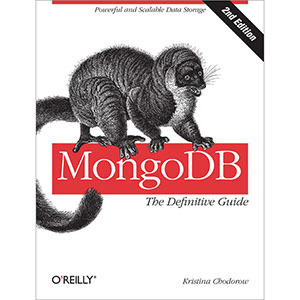 Powerful and Scalable Data Storage
2nd Edition
MongoDB
The Definitive Guide
O'REILLY®
Kristina Chodorow